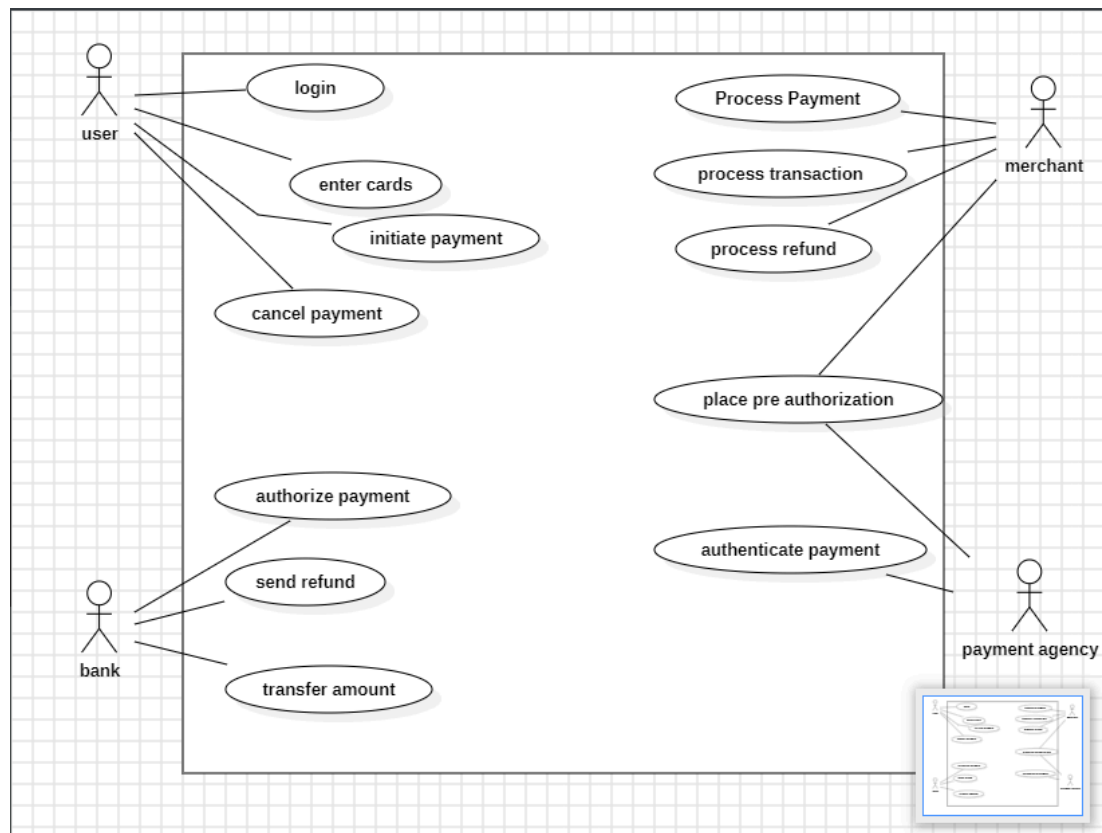 login
Process Payment
user
merchant
process transaction
enter cards
initiate payment
process refund
cancel payment
place pre authorization
authorize payment
authenticate payment
send refund
payment agency
bank
transfer amount